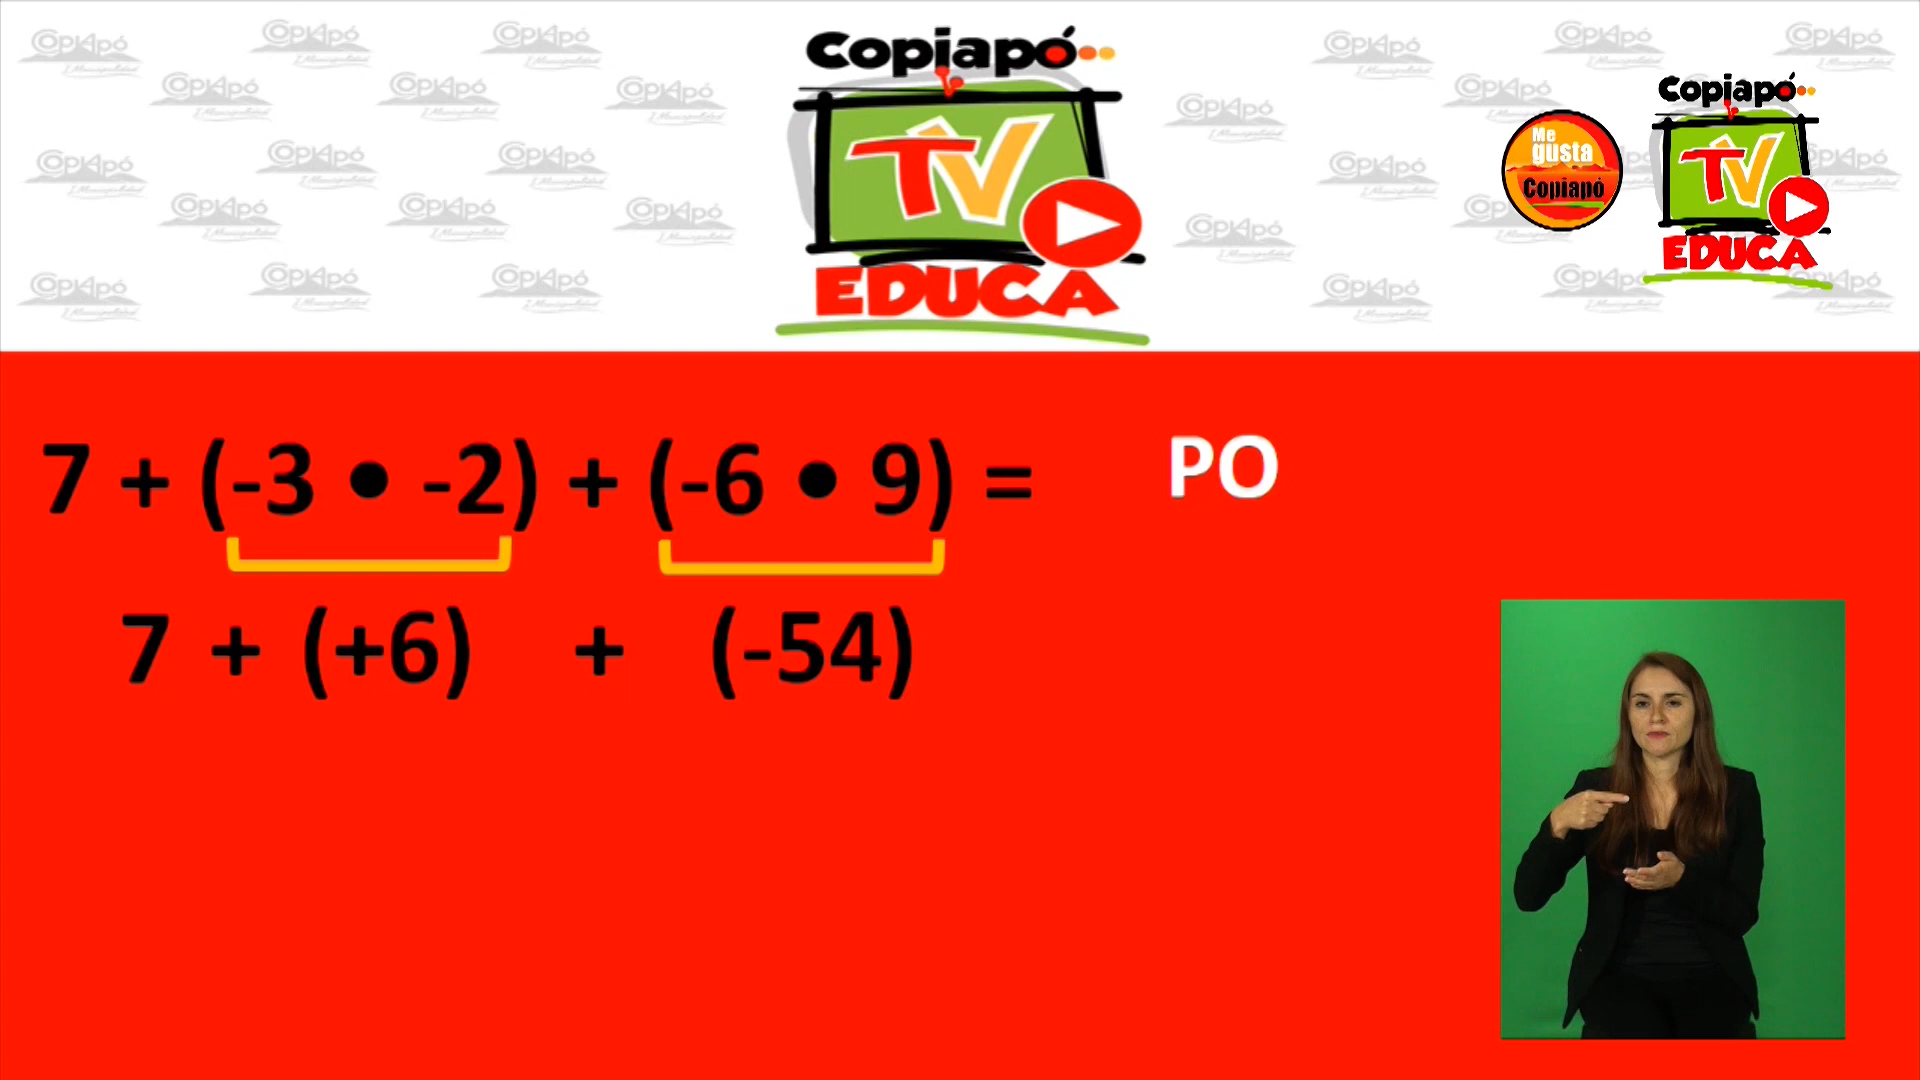 Copiapó
TV
EDUCA
Me
gusta
Copiapó
Copiapó
TV
EDUCA
7 + (-3 • -2) + (-6 • 9) = PO
7 + (+6) + (-54)